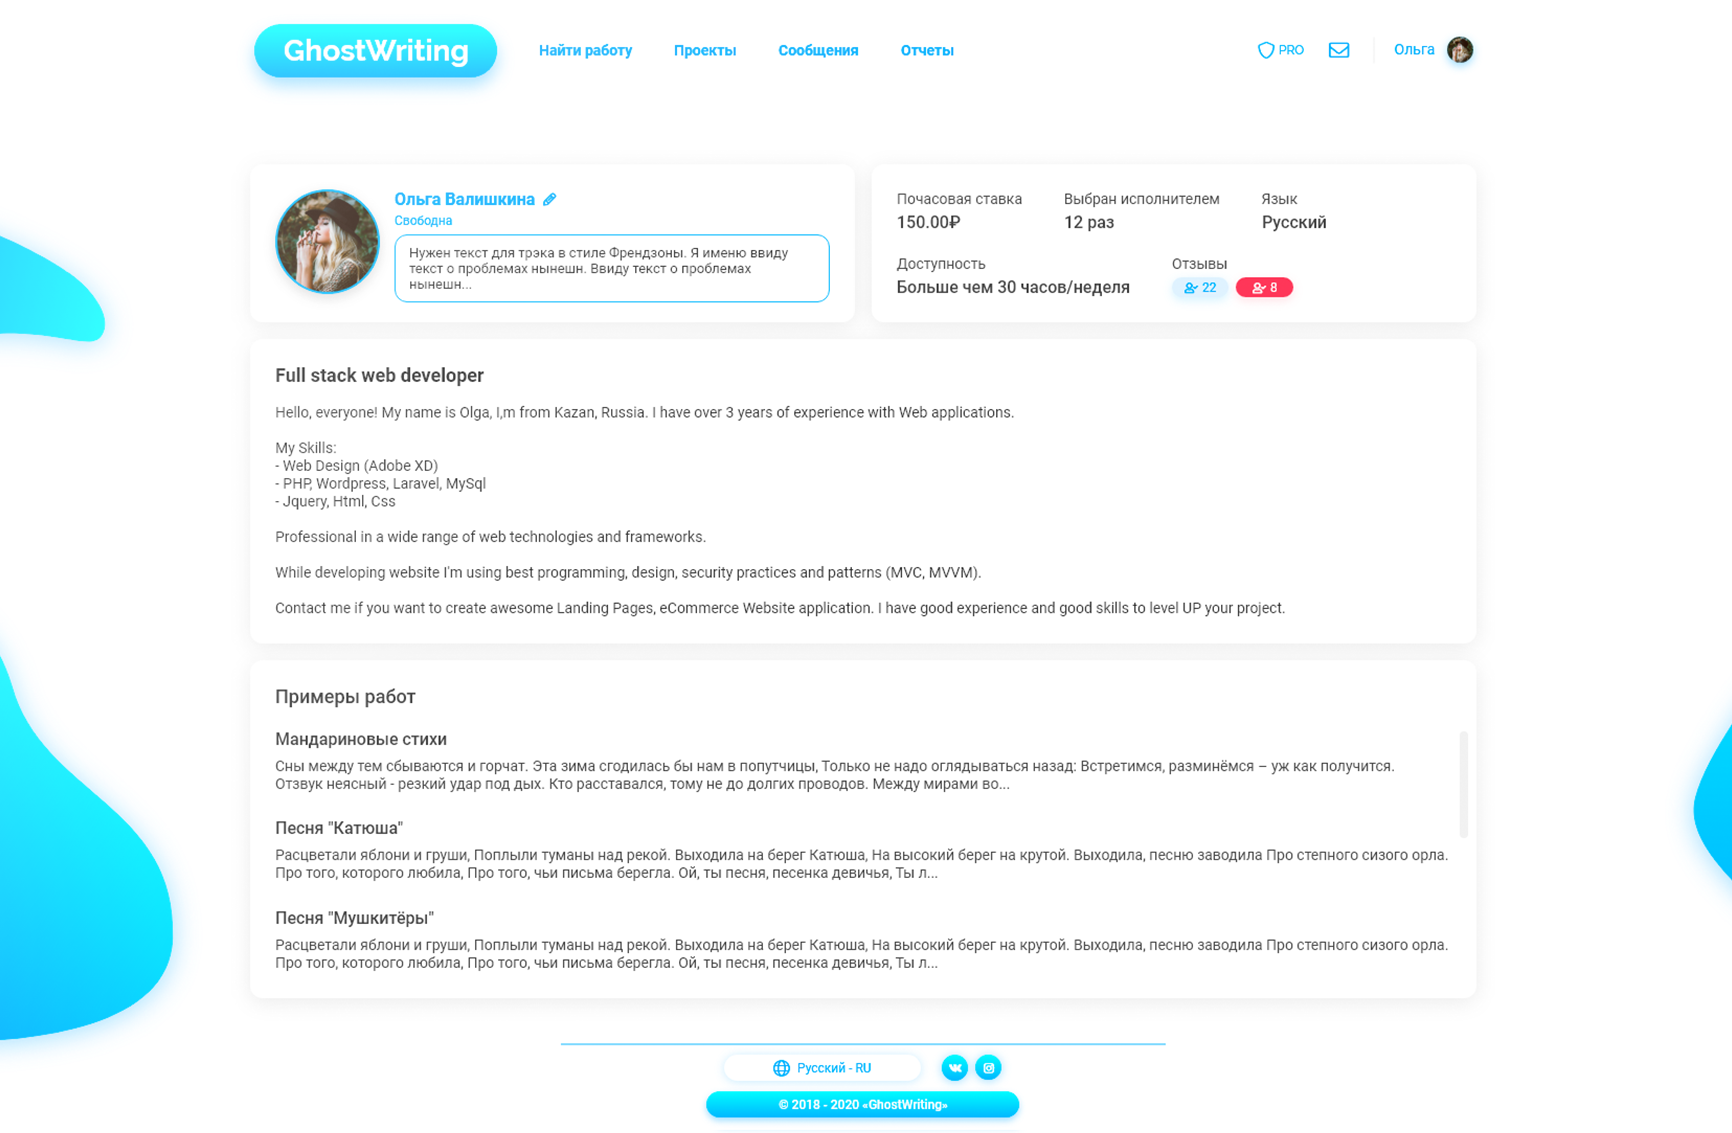 GhostWriting
Найти работу
Проекты
Сообщения
Отчеты
PRO
Ольга
Ольга Валишкина
Свободна
Нужен текст для трэка в стиле Френдзоны. Я именю ввиду
текст о проблемах нынешн. Ввиду текст о проблемах
нынешн...
Почасовая ставка
150.00₽
Выбран исполнителем
12 раз
Язык
Русский
Доступность
Больше чем 30 часов/неделя
Отзывы
22
8
Full stack web developer
Hello, everyone! My name is Olga, I,m from Kazan, Russia. I have over 3 years of experience with Web applications.
My Skills:
- Web Design (Adobe XD)
- PHP, Wordpress, Laravel, MySql
- Jquery, Html, Css
Professional in a wide range of web technologies and frameworks.
While developing website I'm using best programming, design, security practices and patterns (MVC, MVVM).
Contact me if you want to create awesome Landing Pages, eCommerce Website application. I have good experience and good skills to level UP your project.
Примеры работ
Мандариновые стихи
Сны между тем сбываются и горчат. Эта зима сгодилась бы нам в попутчицы, Только не надо оглядываться назад: Встретимся, разминёмся – уж как получится.
Отзвук неясный - резкий удар под дых. Кто расставался, тому не до долгих проводов. Между мирами во...
Песня "Катюша"
Расцветали яблони и груши, Поплыли туманы над рекой. Выходила на берег Катюша, На высокий берег на крутой. Выходила, песню заводила Про степного сизого орла.
Про того, которого любила, Про того, чьи письма берегла. Ой, ты песня, песенка девичья, Ты л...
Песня "Мушкитёры"
Расцветали яблони и груши, Поплыли туманы над рекой. Выходила на берег Катюша, На высокий берег на крутой. Выходила, песню заводила Про степного сизого орла.
Про того, которого любила, Про того, чьи письма берегла. Ой, ты песня, песенка девичья, Ты л...
Русский - RU
© 2018 - 2020 «GhostWriting»